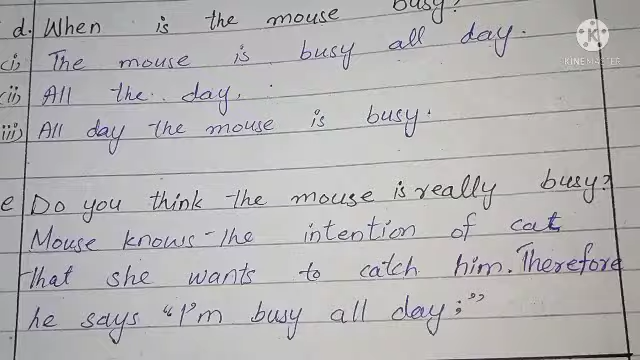 d. When is the mouse busy?
(i) The mouse is busy all day.
(ii) All the day.
(iii) All day the mouse is busy.
e Do you think the mouse is really busy?
Mouse knows the intention of cat
that she wants to catch him. Therefore
he says "I'm busy all day;"
K
KINEMASTER